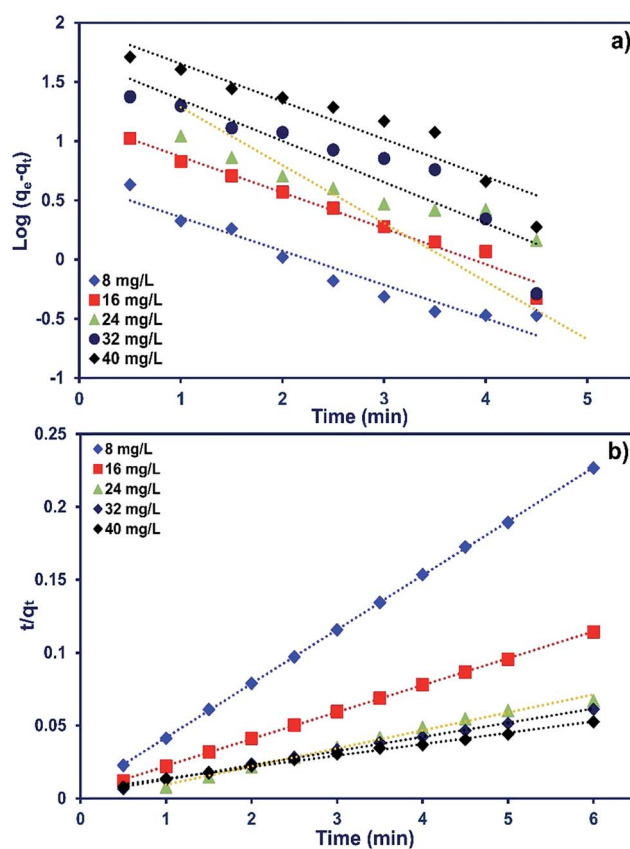 2
a)
1.5
1
0.5
0
-0.5
-1
Log (qe-qt)
8 mg/L
16 mg/L
24 mg/L
32 mg/L
40 mg/L
0 1 2 3 4 5
Time (min)
0.25
b)
0.2
0.15
0.1
0.05
0
t/qt
8 mg/L
16 mg/L
24 mg/L
32 mg/L
40 mg/L
0 1 2 3 4 5 6
Time (min)